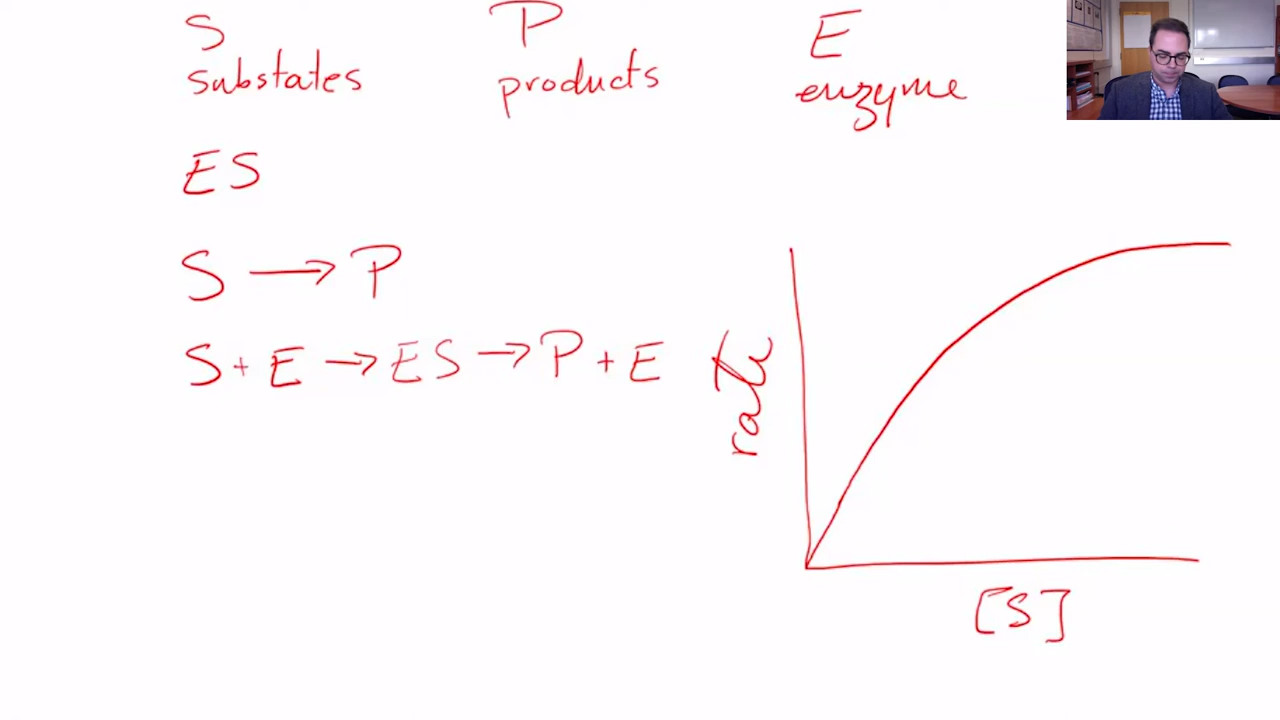 S P E
substates products enzyme
ES
S → P
S + E → ES → P + E
rate
[S]